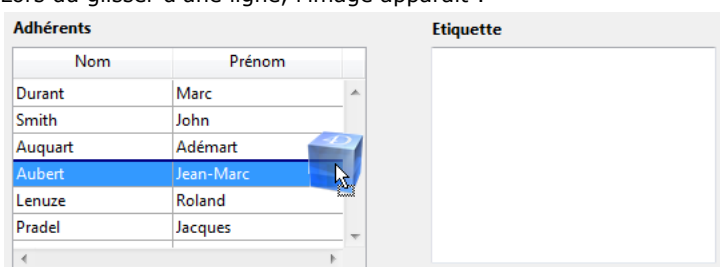 Lors du glisser d'une ligne, l'image apparaît :
Adhérents Etiquette
Nom Prénom
Durant Marc
Smith John
Auquart Adémart
Aubert Jean-Marc
Lenuze Roland
Pradel Jacques